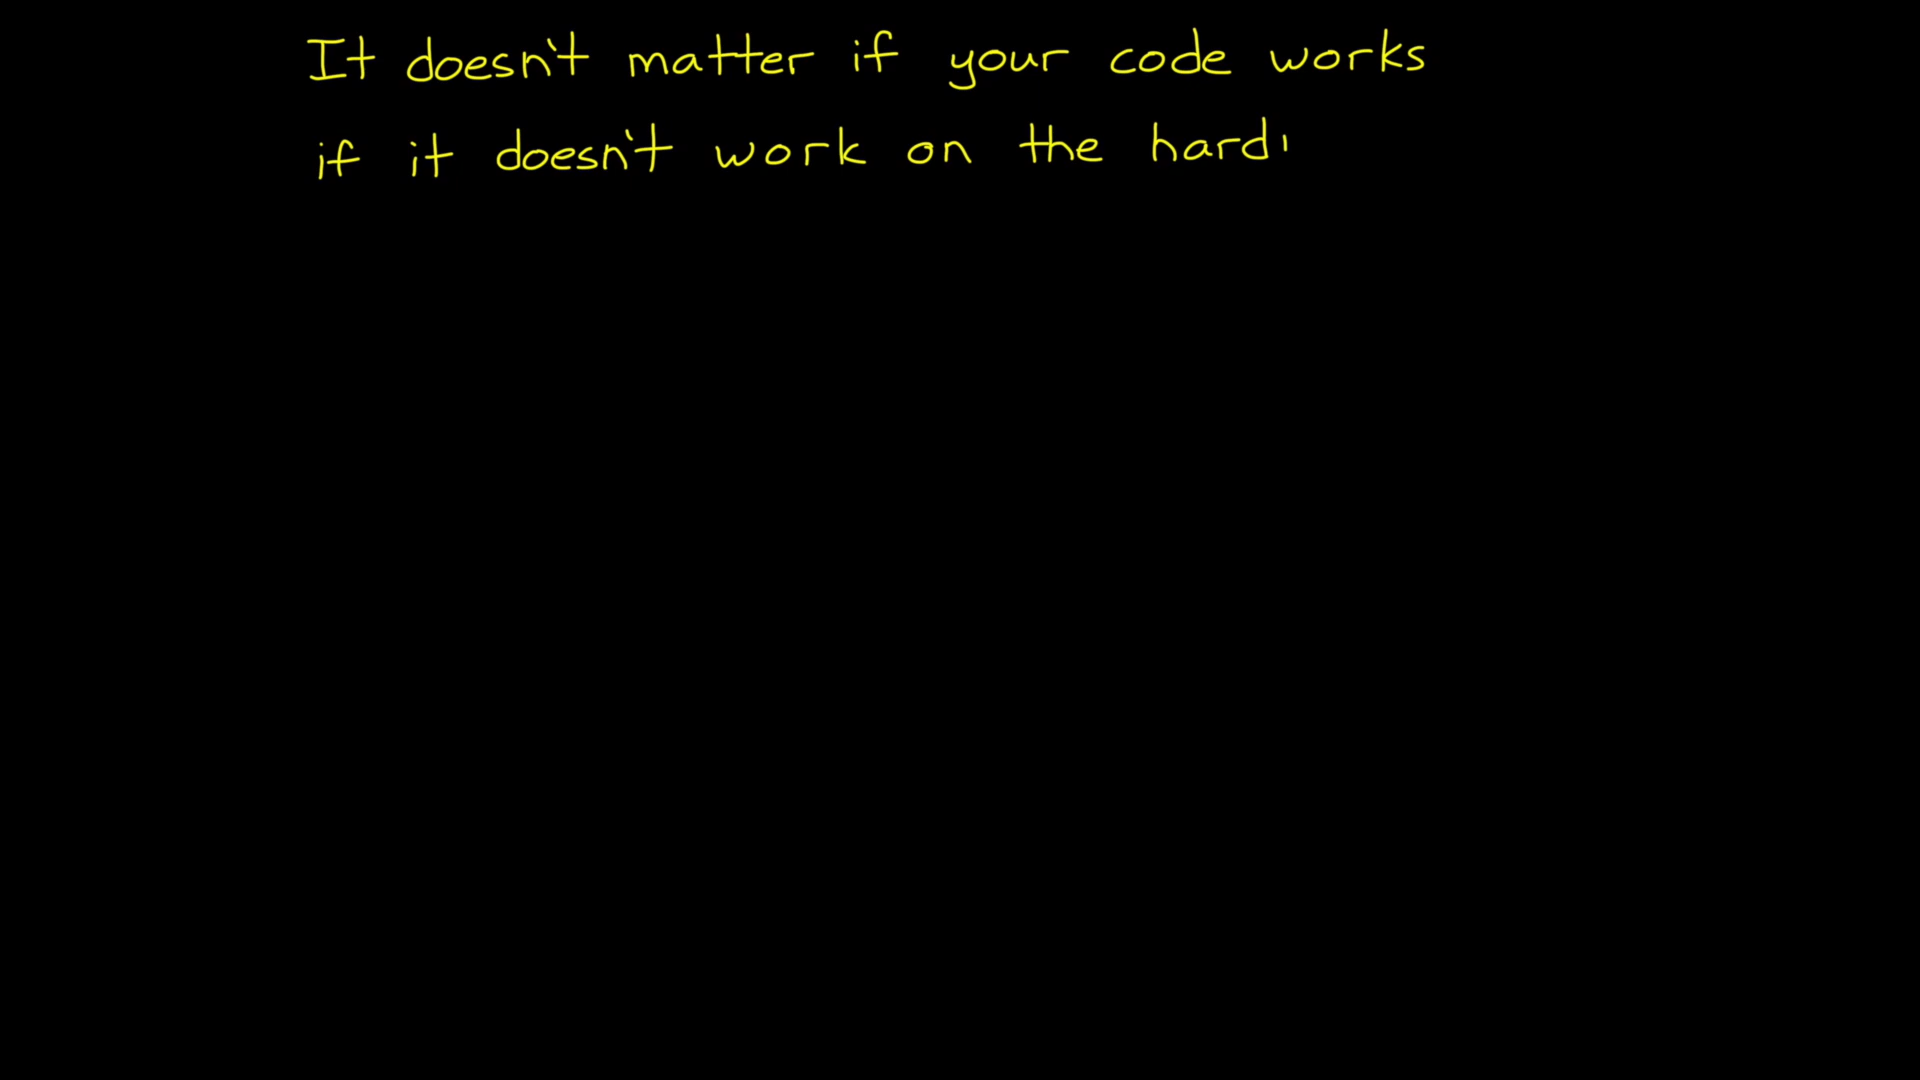 It doesn't matter if your code works
if it doesn't work on the hard